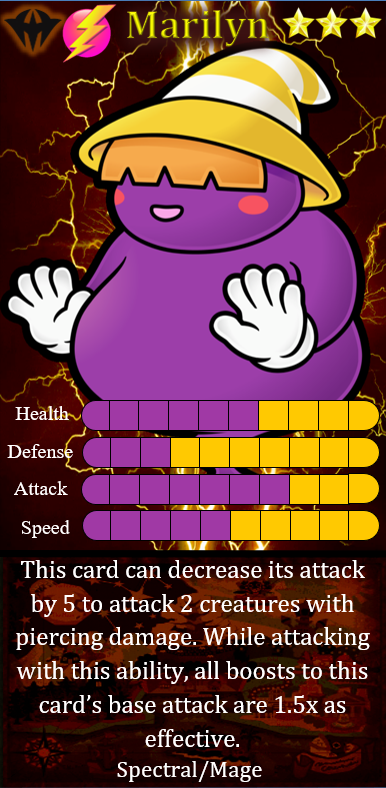 Marilyn
Health
Defense
Attack
Speed
This card can decrease its attack
by 5 to attack 2 creatures with
piercing damage. While attacking
with this ability, all boosts to this
card’s base attack are 1.5x as
effective.
Spectral/Mage